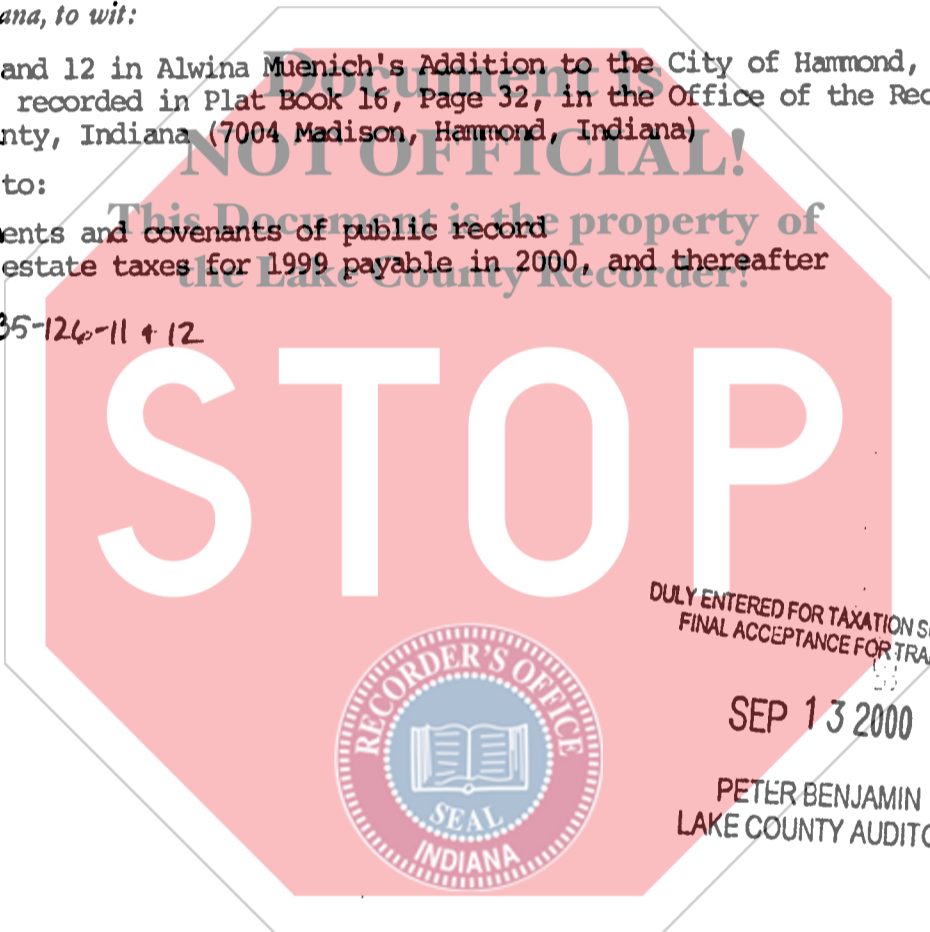 ana, to wit:
and 12 in Alwina Muenich's Addition to the City of Hammond,
recorded in Plat Book 16, Page 32, in the Office of the Rec
nty, Indiana (7004 Madison, Hammond, Indiana)
to:
ents and covenants of public record
estate taxes for 1999 payable in 2000, and thereafter
35-126-11 + 12
Document is
NOT OFFICIAL!
This Document is the property of
the Lake County Recorder!
STOP
DULY ENTERED FOR TAXATION S
FINAL ACCEPTANCE FOR TRA
SEP 13 2000
PETER BENJAMIN
LAKE COUNTY AUDITO
RECORDER'S OFFICE
SEAL
INDIANA